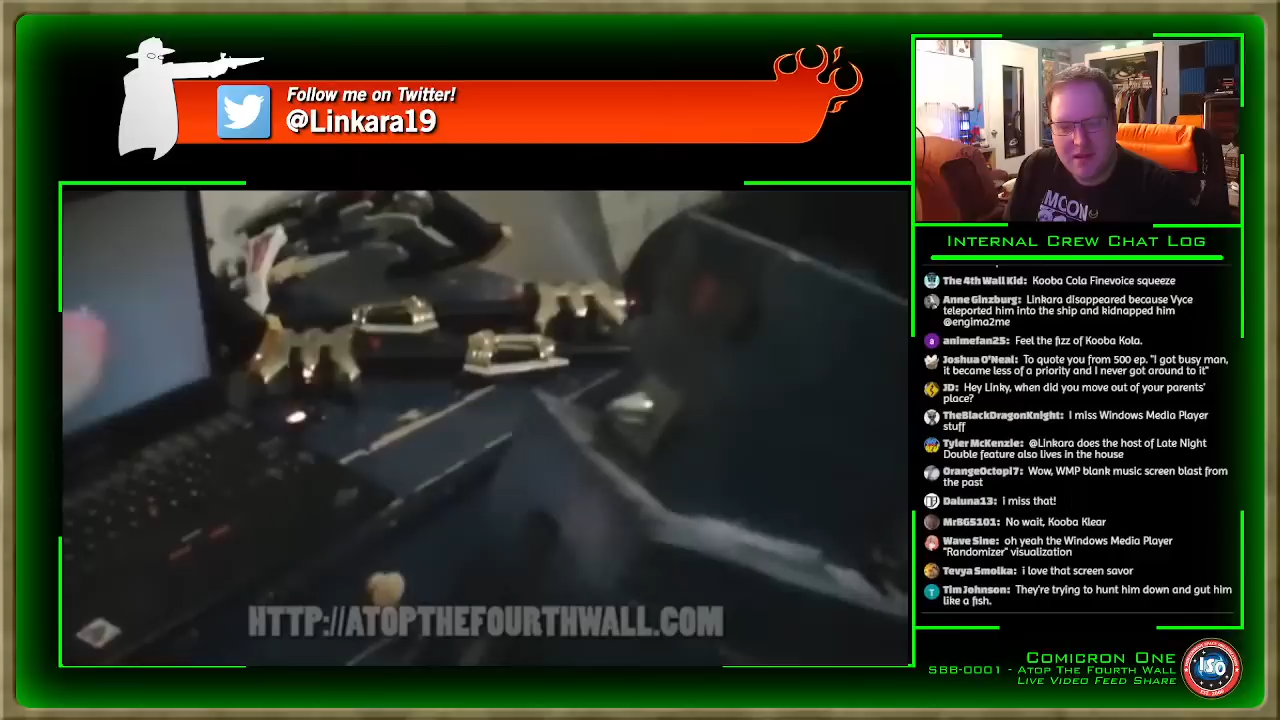 Follow me on Twitter!
@Linkara19
HTTP://ATOPTHEFOURTHWALL.COM
MOON
INTERNAL CREW CHAT LOG
The 4th Wall Kid: Kooba Cola Finevoice squeeze
Anne Ginzburg: Linkara disappeared because Vyce
teleported him into the ship and kidnapped him
@engima2me
animefan25: Feel the fizz of Kooba Kola.
Joshua O'Neal: To quote you from 500 ep. "I got busy man,
it became less of a priority and I never got around to it"
JD: Hey Linky, when did you move out of your parents'
place?
TheBlackDragonKnight: I miss Windows Media Player
stuff
Tyler McKenzie: @Linkara does the host of Late Night
Double feature also lives in the house
OrangeOctopi7: Wow, WMP blank music screen blast from
the past
Daluna13: i miss that!
MrBG5101: No wait, Kooba Klear
Wave Sine: oh yeah the Windows Media Player
"Randomizer" visualization
Tevya Smolka: i love that screen savor
Tim Johnson: They're trying to hunt him down and gut him
like a fish.
COMICRON ONE
SBB-0001 - ATOP THE FOURTH WALL
LIVE VIDEO FEED SHARE
ISO